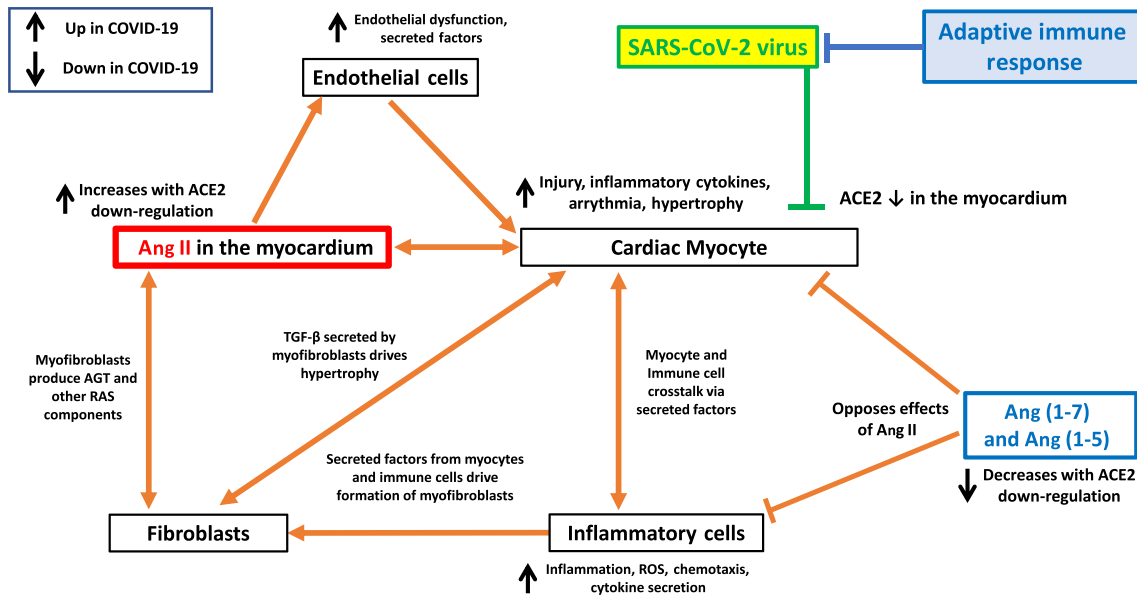 Up in COVID-19
Down in COVID-19
Endothelial dysfunction,
secreted factors
Endothelial cells
SARS-CoV-2 virus
Adaptive immune
response
Increases with ACE2
down-regulation
Ang II in the myocardium
Injury, inflammatory cytokines,
arrythmia, hypertrophy
ACE2 ↓ in the myocardium
Cardiac Myocyte
TGF-β secreted by
myofibroblasts drives
hypertrophy
Myofibroblasts
produce AGT and
other RAS
components
Myocyte and
Immune cell
crosstalk via
secreted factors
Opposes effects
of Ang II
Ang (1-7)
and Ang (1-5)
Decreases with ACE2
down-regulation
Secreted factors from myocytes
and immune cells drive
formation of myofibroblasts
Fibroblasts
Inflammatory cells
Inflammation, ROS, chemotaxis,
cytokine secretion